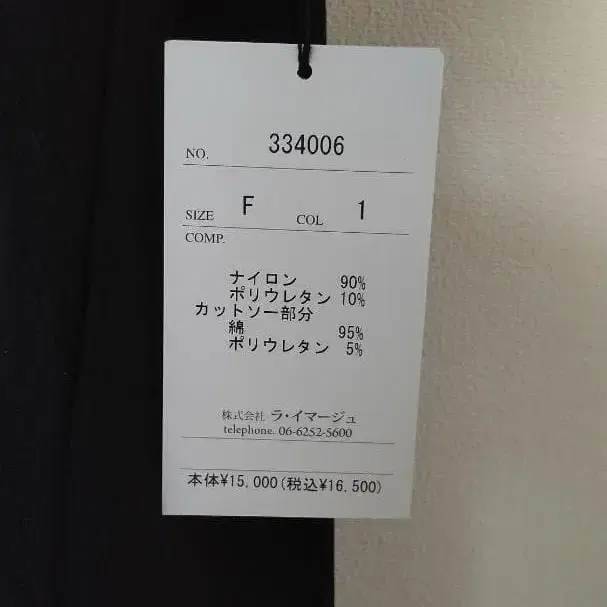 NO. 334006
SIZE F COL 1
COMP.
ナイロン 90%
ポリウレタン 10%
カットソー部分
綿 95%
ポリウレタン 5%
株式会社 ラ・イマージュ
telephone. 06-6252-5600
本体¥15,000(税込¥16,500)